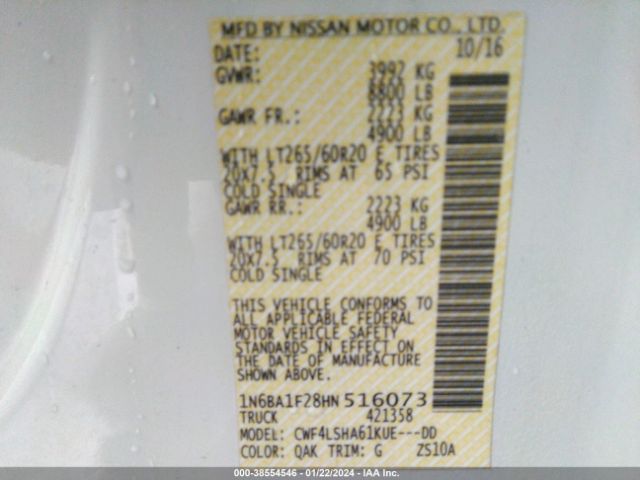 MFD BY NISSAN MOTOR CO., LTD.
DATE: 10/16
GVWR: 3992 KG
8800 LB
GAWR FR.: 2223 KG
4900 LB
WITH LT265/60R20 E TIRES
20X7.5 RIMS AT 65 PSI
COLD SINGLE
GAWR RR.: 2223 KG
4900 LB
WITH LT265/60R20 E TIRES
20X7.5 RIMS AT 70 PSI
COLD SINGLE
THIS VEHICLE CONFORMS TO
ALL APPLICABLE FEDERAL
MOTOR VEHICLE SAFETY
STANDARDS IN EFFECT ON
THE DATE OF MANUFACTURE
SHOWN ABOVE.
1N6BA1F28HN516073
TRUCK 421358
MODEL: CWF4LSHA61KUE---DD
COLOR: QAK TRIM: G ZS10A
000-38554546 - 01/22/2024 - IAAI.COM